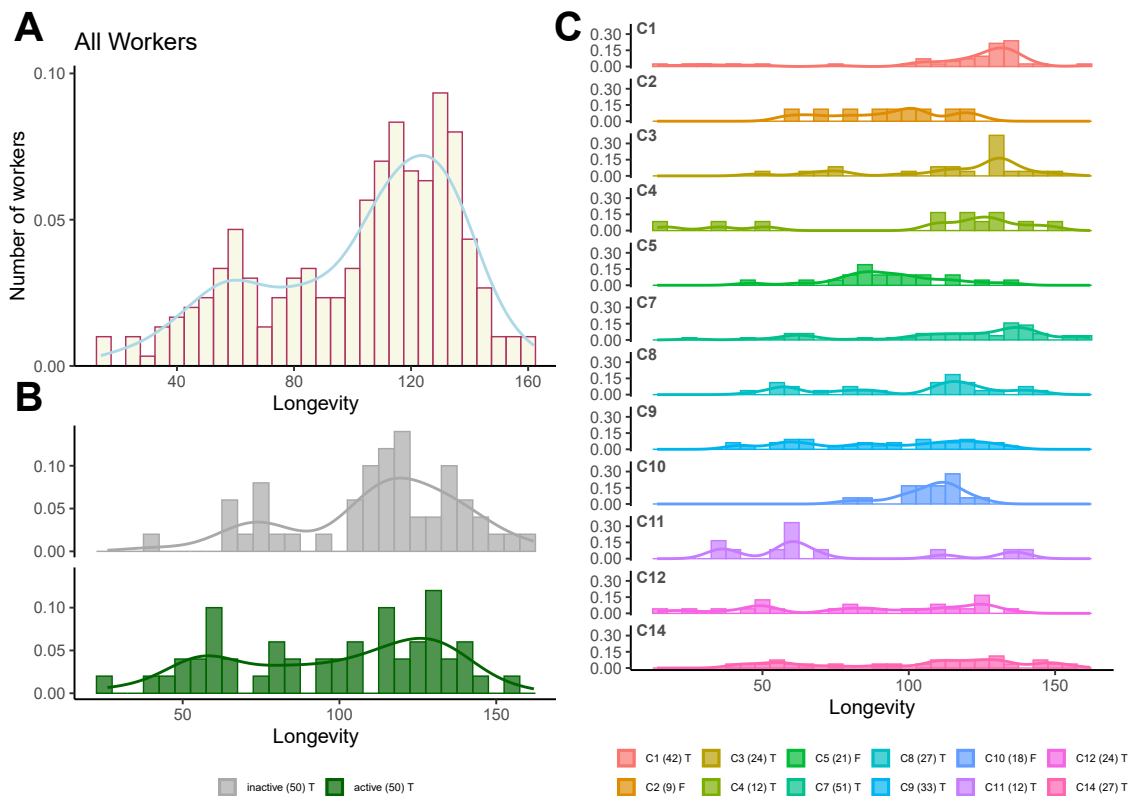 A
All Workers
0.10
0.05
0.00
Number of workers
40
80
120
160
Longevity
B
0.10
0.05
0.00
0.10
0.05
0.00
50
100
150
Longevity
inactive (50) T
active (50) T
C
C1
0.30
0.15
0.00
C2
0.30
0.15
0.00
C3
0.30
0.15
0.00
C4
0.30
0.15
0.00
C5
0.30
0.15
0.00
C7
0.30
0.15
0.00
C8
0.30
0.15
0.00
C9
0.30
0.15
0.00
C10
0.30
0.15
0.00
C11
0.30
0.15
0.00
C12
0.30
0.15
0.00
C14
0.30
0.15
0.00
50
100
150
Longevity
C1 (42) T
C3 (24) T
C5 (21) F
C8 (27) T
C10 (18) F
C12 (24) T
C2 (9) F
C4 (12) T
C7 (51) T
C9 (33) T
C11 (12) T
C14 (27) T